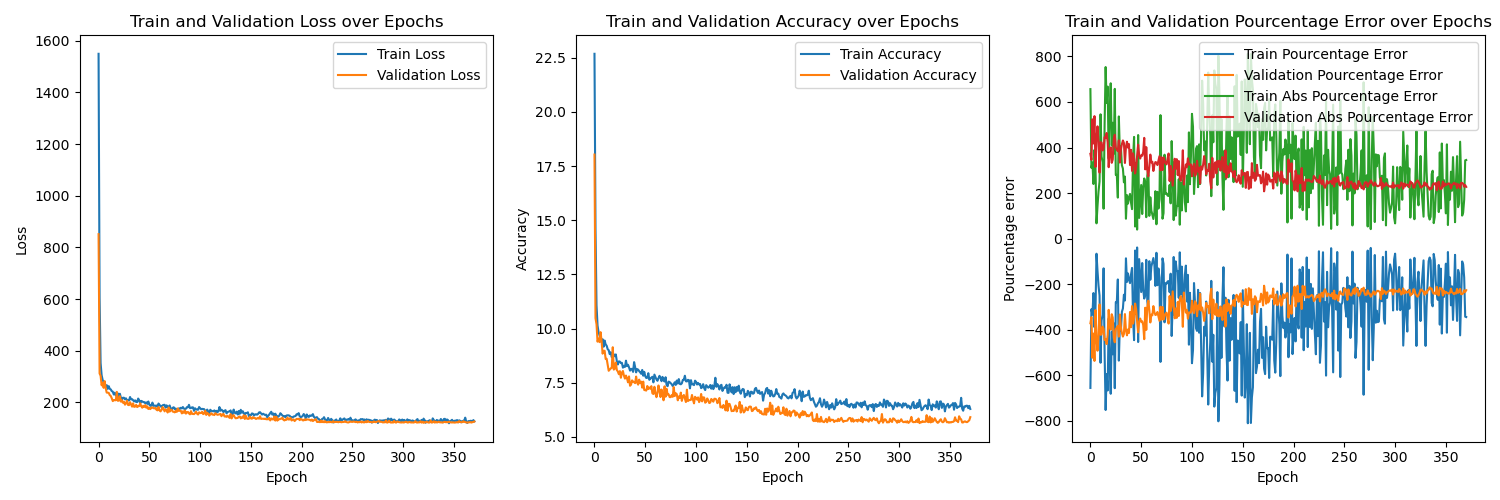 Train and Validation Loss over Epochs
Train Loss
Validation Loss
1600
1400
1200
1000
800
600
400
200
Loss
0
50
100
150
200
250
300
350
Epoch
Train and Validation Accuracy over Epochs
Train Accuracy
Validation Accuracy
22.5
20.0
17.5
15.0
12.5
10.0
7.5
5.0
Accuracy
0
50
100
150
200
250
300
350
Epoch
Train and Validation Pourcentage Error over Epochs
Train Pourcentage Error
Validation Pourcentage Error
Train Abs Pourcentage Error
Validation Abs Pourcentage Error
800
600
400
200
0
−200
−400
−600
−800
Pourcentage error
0
50
100
150
200
250
300
350
Epoch